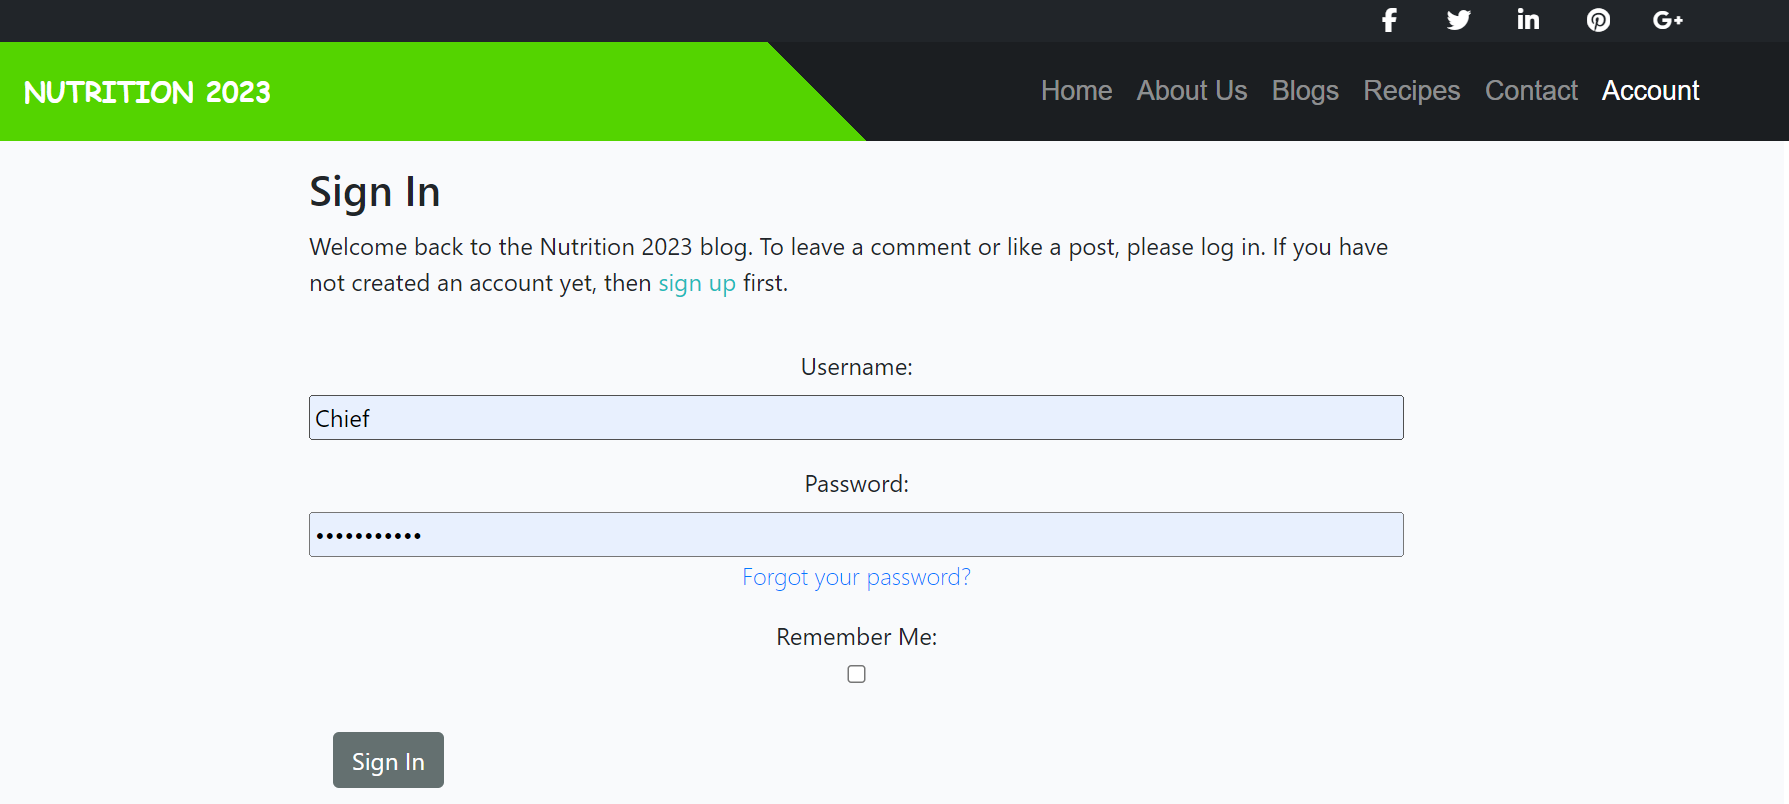 NUTRITION 2023
Home About Us Blogs Recipes Contact Account
Sign In
Welcome back to the Nutrition 2023 blog. To leave a comment or like a post, please log in. If you have
not created an account yet, then sign up first.
Username:
Chief
Password:
•••••••••••
Forgot your password?
Remember Me:
Sign In